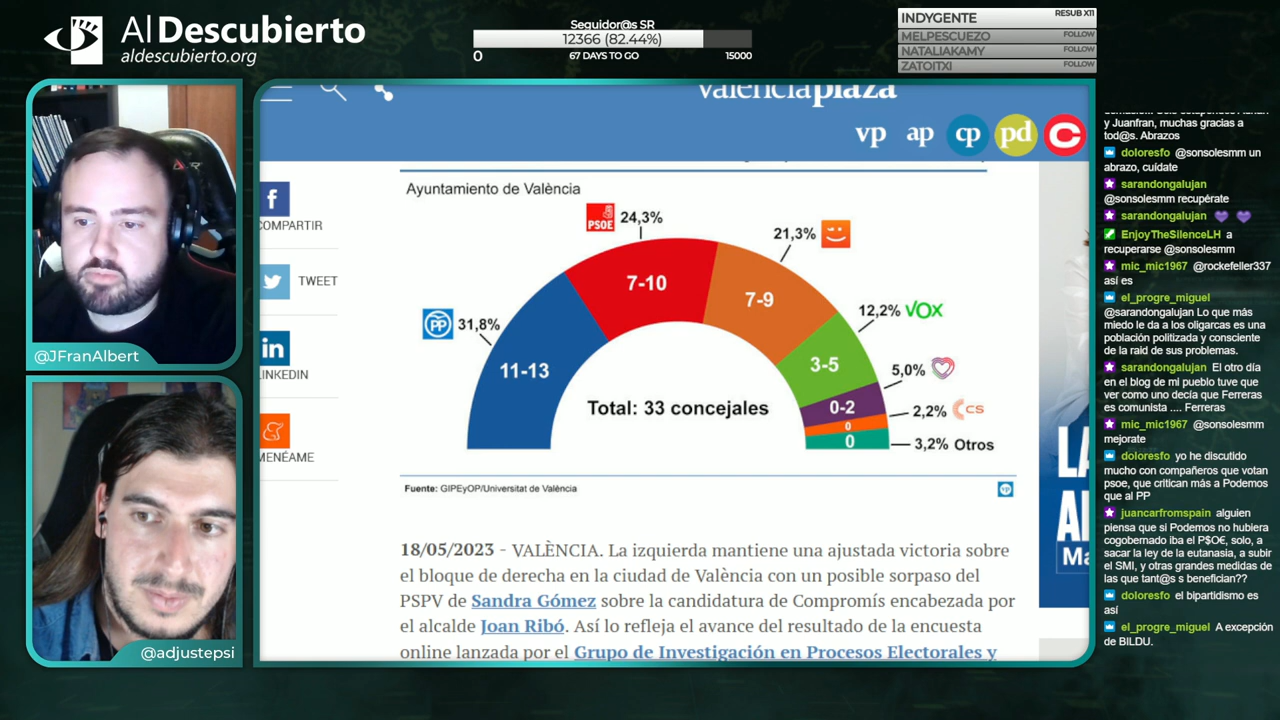 Al Descubierto
aldescubierto.org
Seguidor@s SR
12366 (82.44%)
0
67 DAYS TO GO
15000
INDYGENTE
RESUB X11
MELPESCUEZO
FOLLOW
NATALIAKAMY
FOLLOW
ZATOITXI
FOLLOW
@JFranAlbert
@adjustepsi
valenciaplaza
vp
ap
cp
pd
C
COMPARTIR
TWEET
LINKEDIN
MENÉAME
Ayuntamiento de València
PSOE
24,3%
21,3%
PP
31,8%
12,2%
VOX
5,0%
2,2%
CS
3,2% Otros
11-13
7-10
7-9
3-5
0-2
0
0
Total: 33 concejales
Fuente: GIPEyOP/Universitat de València
vp
18/05/2023 - VALÈNCIA. La izquierda mantiene una ajustada victoria sobre
el bloque de derecha en la ciudad de València con un posible sorpaso del
PSPV de Sandra Gómez sobre la candidatura de Compromís encabezada por
el alcalde Joan Ribó. Así lo refleja el avance del resultado de la encuesta
online lanzada por el Grupo de Investigación en Procesos Electorales y
LA
Ma
y Juanfran, muchas gracias a
tod@s. Abrazos
doloresfo @sonsolesmm un
abrazo, cuídate
sarandongalujan
@sonsolesmm recupérate
sarandongalujan
EnjoyTheSilenceLH a
recuperarse @sonsolesmm
mic_mic1967 @rockefeller337
así es
el_progre_miguel
@sarandongalujan Lo que más
miedo le da a los oligarcas es una
población politizada y consciente
de la raid de sus problemas.
sarandongalujan El otro día
en el blog de mi pueblo tuve que
ver como uno decía que Ferreras
es comunista .... Ferreras
mic_mic1967 @sonsolesmm
mejorate
doloresfo yo he discutido
mucho con compañeros que votan
psoe, que critican más a Podemos
que al PP
juancarfromspain alguien
piensa que si Podemos no hubiera
cogobernado iba el P$O€, solo, a
sacar la ley de la eutanasia, a subir
el SMI, y otras grandes medidas de
las que tant@s s benefician??
doloresfo el bipartidismo es
así
el_progre_miguel A excepción
de BILDU.